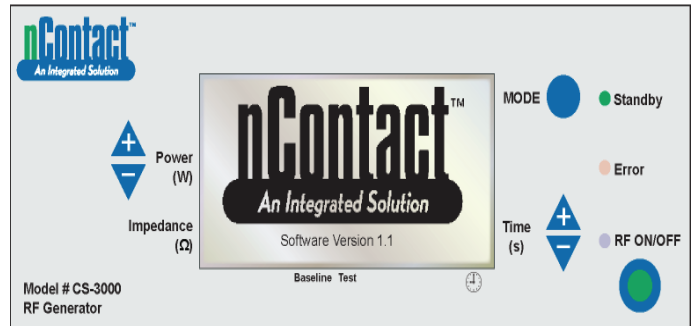 nContact™
An Integrated Solution
+
Power
(W)
−
Impedance
(Ω)
nContact™
An Integrated Solution
Software Version 1.1
Baseline Test
MODE
Standby
Error
Time
(s)
+
−
RF ON/OFF
Model # CS-3000
RF Generator